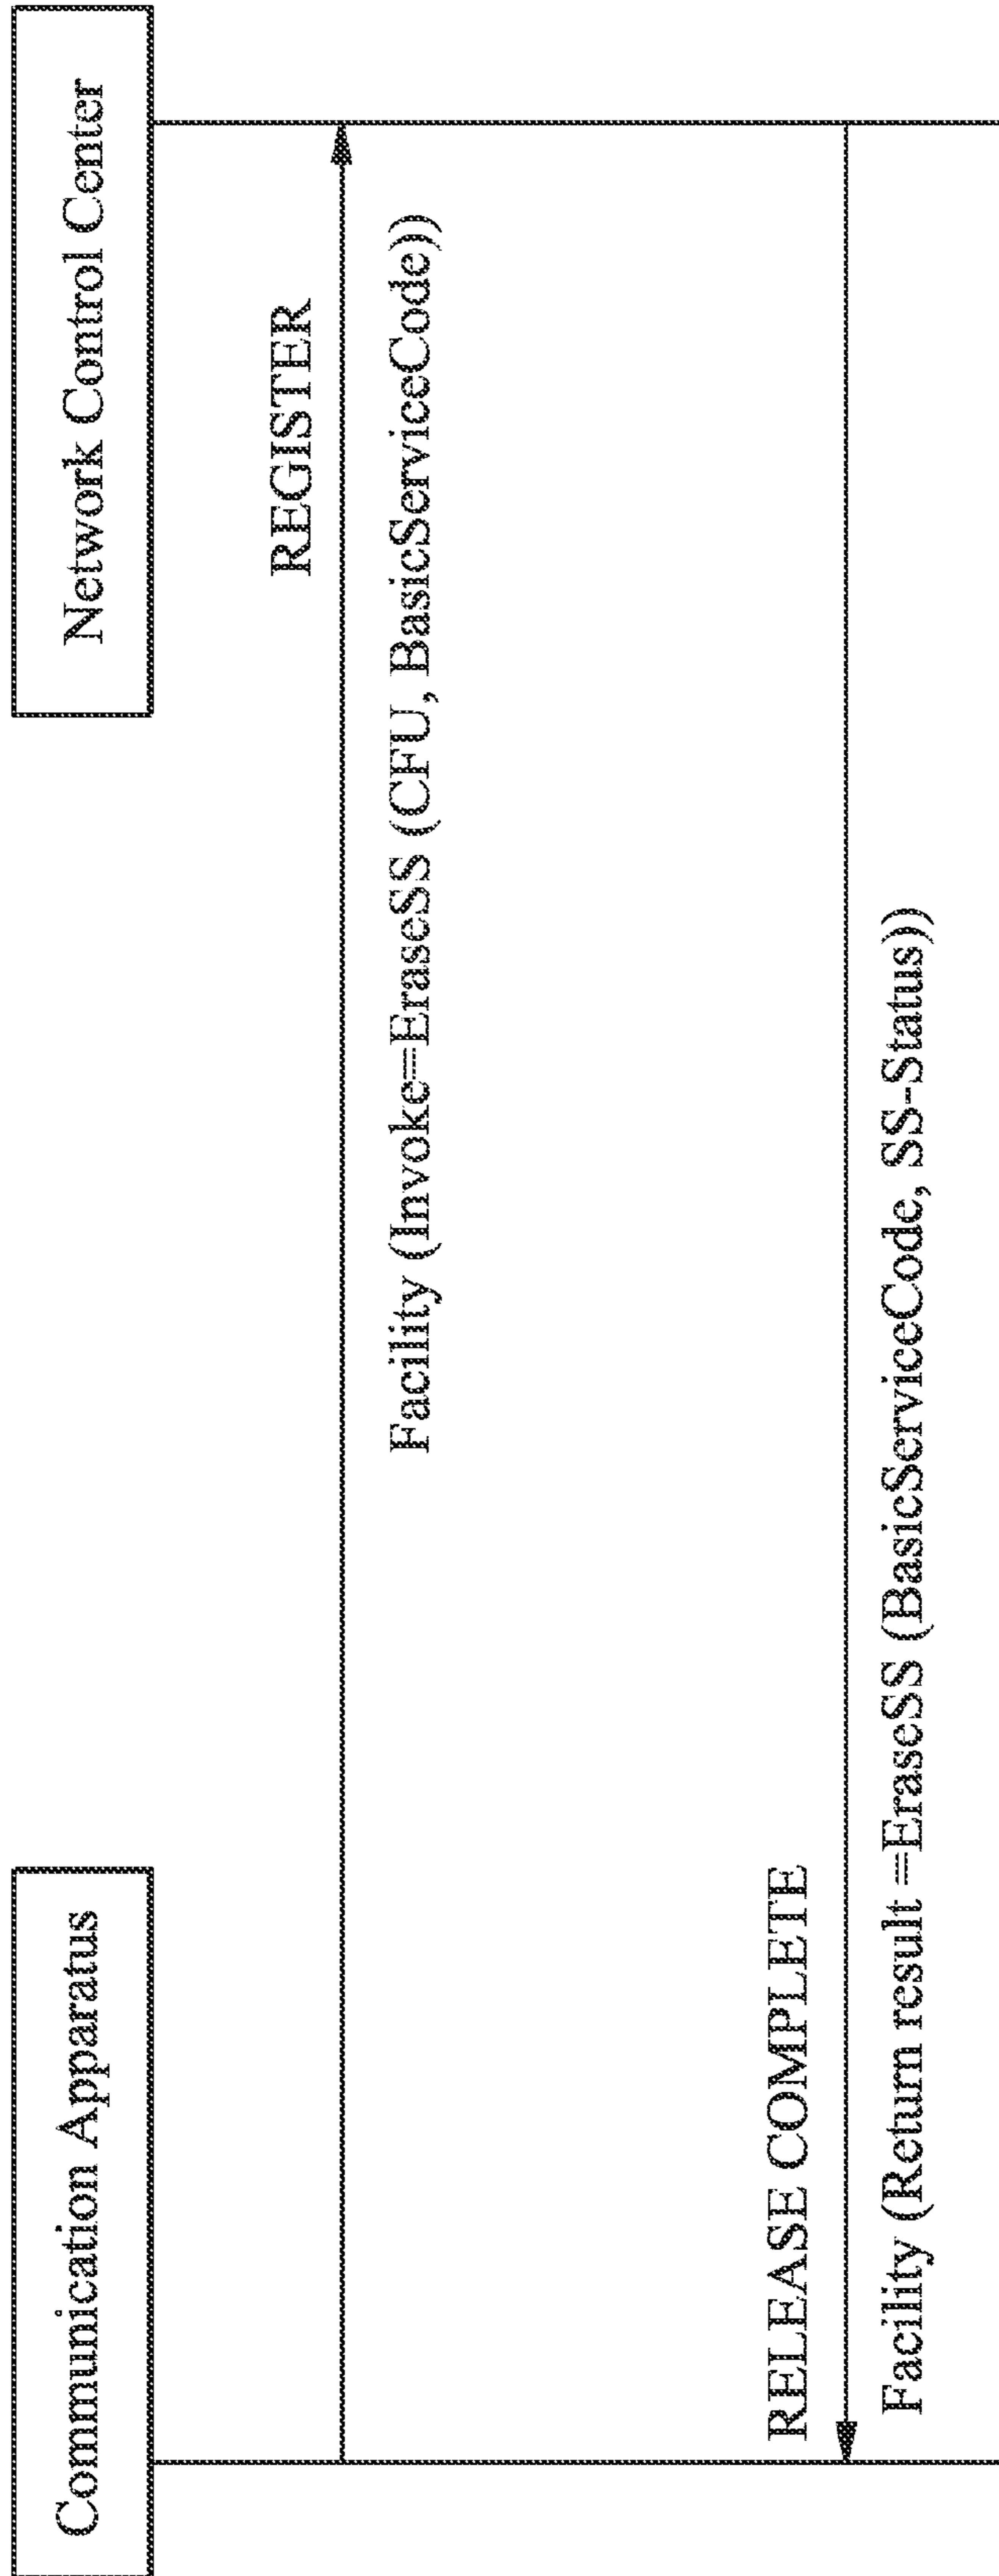 Communication Apparatus
Network Control Center
REGISTER
Facility (Invoke=EraseSS (CFU, BasicServiceCode))
RELEASE COMPLETE
Facility (Return result =EraseSS (BasicServiceCode, SS-Status))